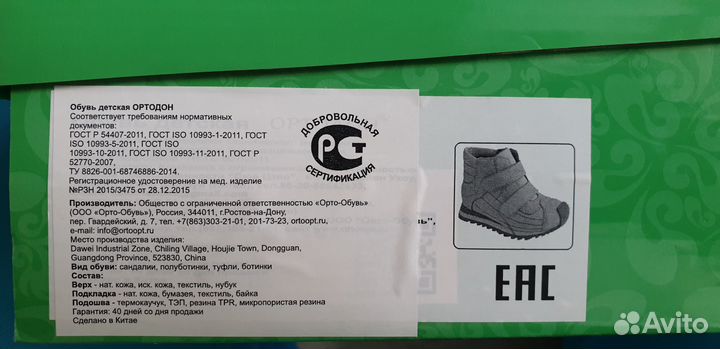 Обувь детская ОРТОДОН
Соответствует требованиям нормативных
документов:
ГОСТ Р 54407-2011, ГОСТ ISO 10993-1-2011, ГОСТ
ISO 10993-5-2011, ГОСТ ISO
10993-10-2011, ГОСТ ISO 10993-11-2011, ГОСТ Р
52770-2007,
ТУ 8826-001-68746886-2014.
Регистрационное удостоверение на мед. изделие
№РЗН 2015/3475 от 28.12.2015
ДОБРОВОЛЬНАЯ
РСТ
СЕРТИФИКАЦИЯ
Производитель: Общество с ограниченной ответственностью «Орто-Обувь»
(ООО «Орто-Обувь»), Россия, 344011, г.Ростов-на-Дону,
пер. Гвардейский, д. 7, тел. +7(863)303-21-01, 201-73-23,
e-mail: info@ortoopt.ru
Место производства изделия:
Dawei Industrial Zone, Chiling Village, Houjie Town, Dongguan,
Guangdong Province, 523830, China
Вид обуви: сандали, полуботинки, туфли, ботинки
Состав:
Верх - нат. кожа, иск. кожа, текстиль, нубук
Подкладка - нат. кожа, бумазея, текстиль, байка
Подошва - термокаучук, ТЭП, резина TPR, микропористая резина
Гарантия: 40 дней со дня продажи
Сделано в Китае
EAC
Avito